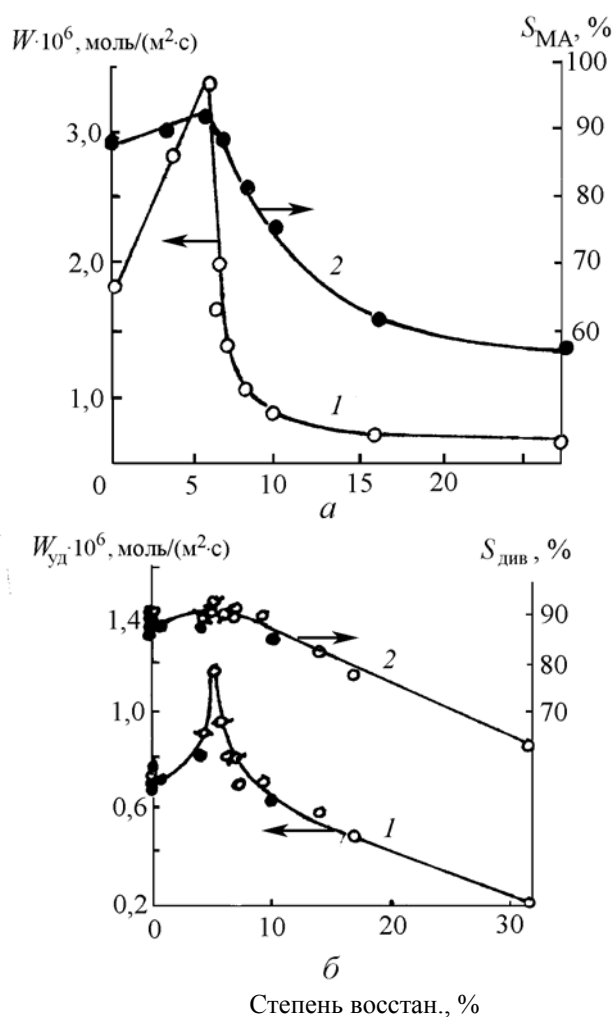 W·10⁶, моль/(м²·с) S_МА, %
100
3,0 90
80
2,0 2 70
60
1,0 1
0 5 10 15 20 25
а
W_уд·10⁶, моль/(м²·с) S_див, %
1,4 90
2 80
1,0 70
0,6 1
0,2
0 10 20 30
б
Степень восстан., %